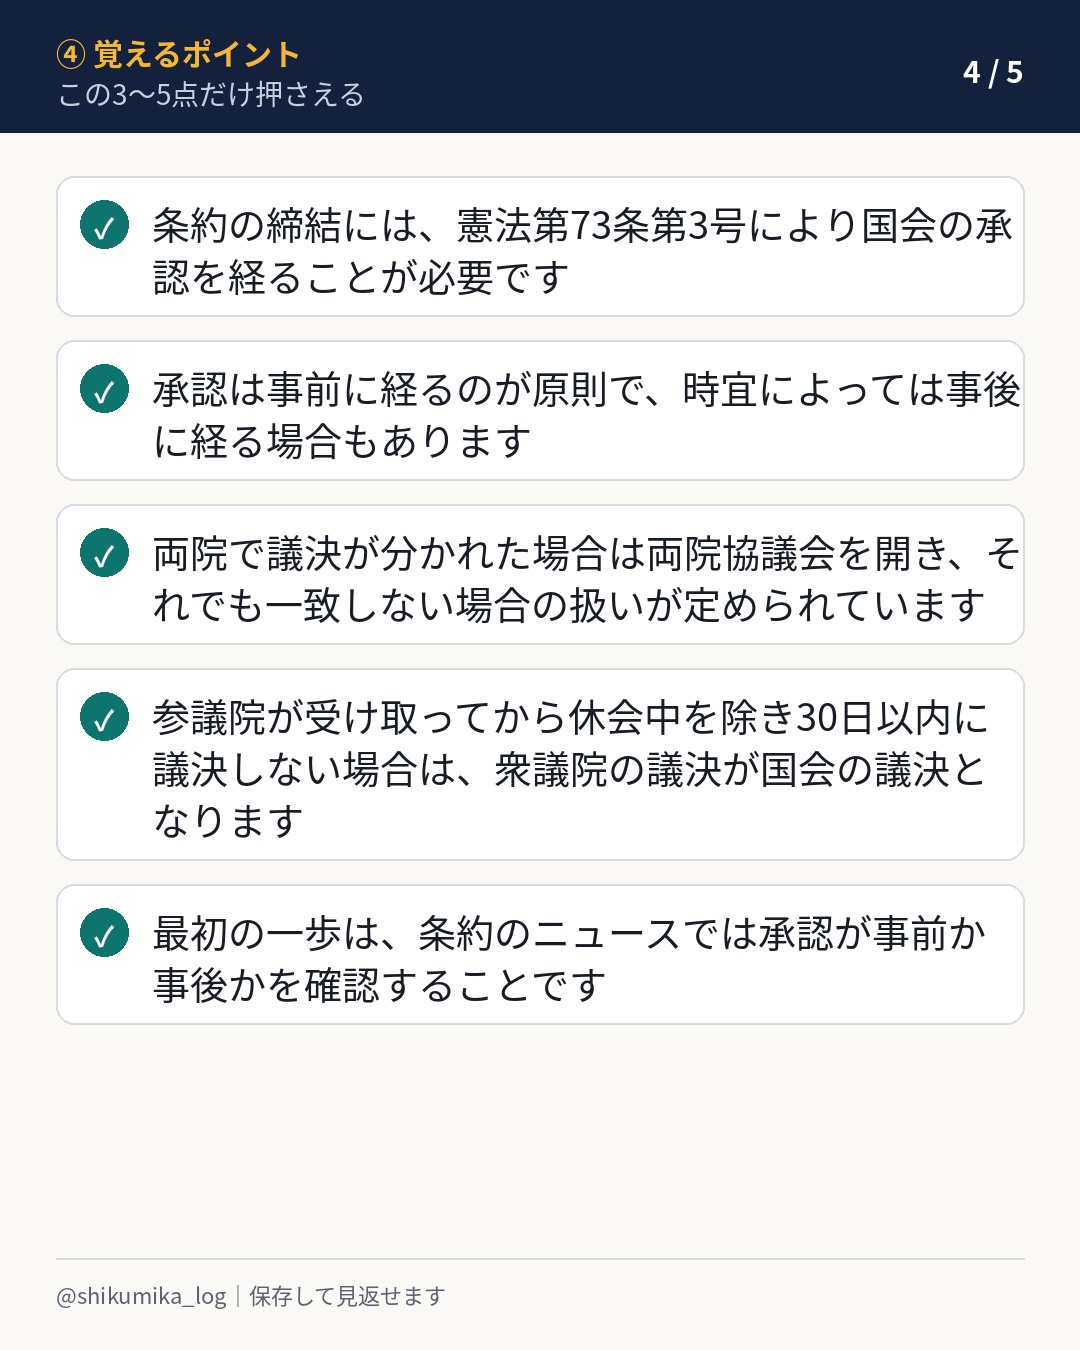 ④ 覚えるポイント
この3〜5点だけ押さえる
4 / 5
✓ 条約の締結には、憲法第73条第3号により国会の承
認を経ることが必要です
✓ 承認は事前に経るのが原則で、時宜によっては事後
に経る場合もあります
✓ 両院で議決が分かれた場合は両院協議会を開き、そ
れでも一致しない場合の扱いが定められています
✓ 参議院が受け取ってから休会中を除き30日以内に
議決しない場合は、衆議院の議決が国会の議決と
なります
✓ 最初の一歩は、条約のニュースでは承認が事前か
事後かを確認することです
@shikumika_log｜保存して見返せます